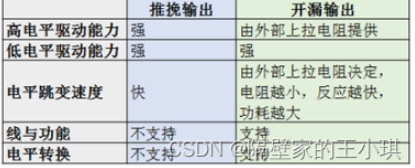 推挽输出 开漏输出
高电平驱动能力 强 由外部上拉电阻提供
低电平驱动能力 强 强
由外部上拉电阻决定，
电平跳变速度 快 电阻越小，反应越快，
功耗越大
线与功能 不支持 支持
电平转换 不支持 支持
CSDN @隔壁家的王小琪